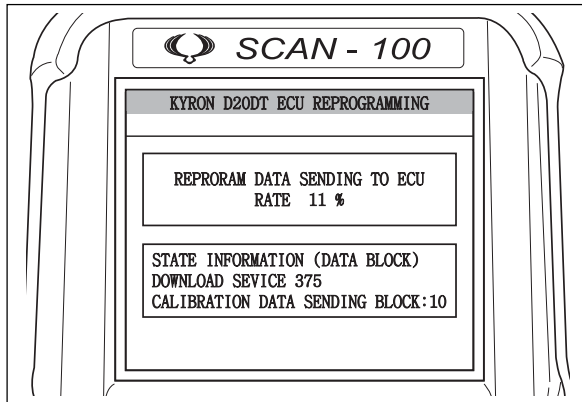 SCAN - 100
KYRON D20DT ECU REPROGRAMMING
REPRORAM DATA SENDING TO ECU
RATE 11 %
STATE INFORMATION (DATA BLOCK)
DOWNLOAD SEVICE 375
CALIBRATION DATA SENDING BLOCK:10